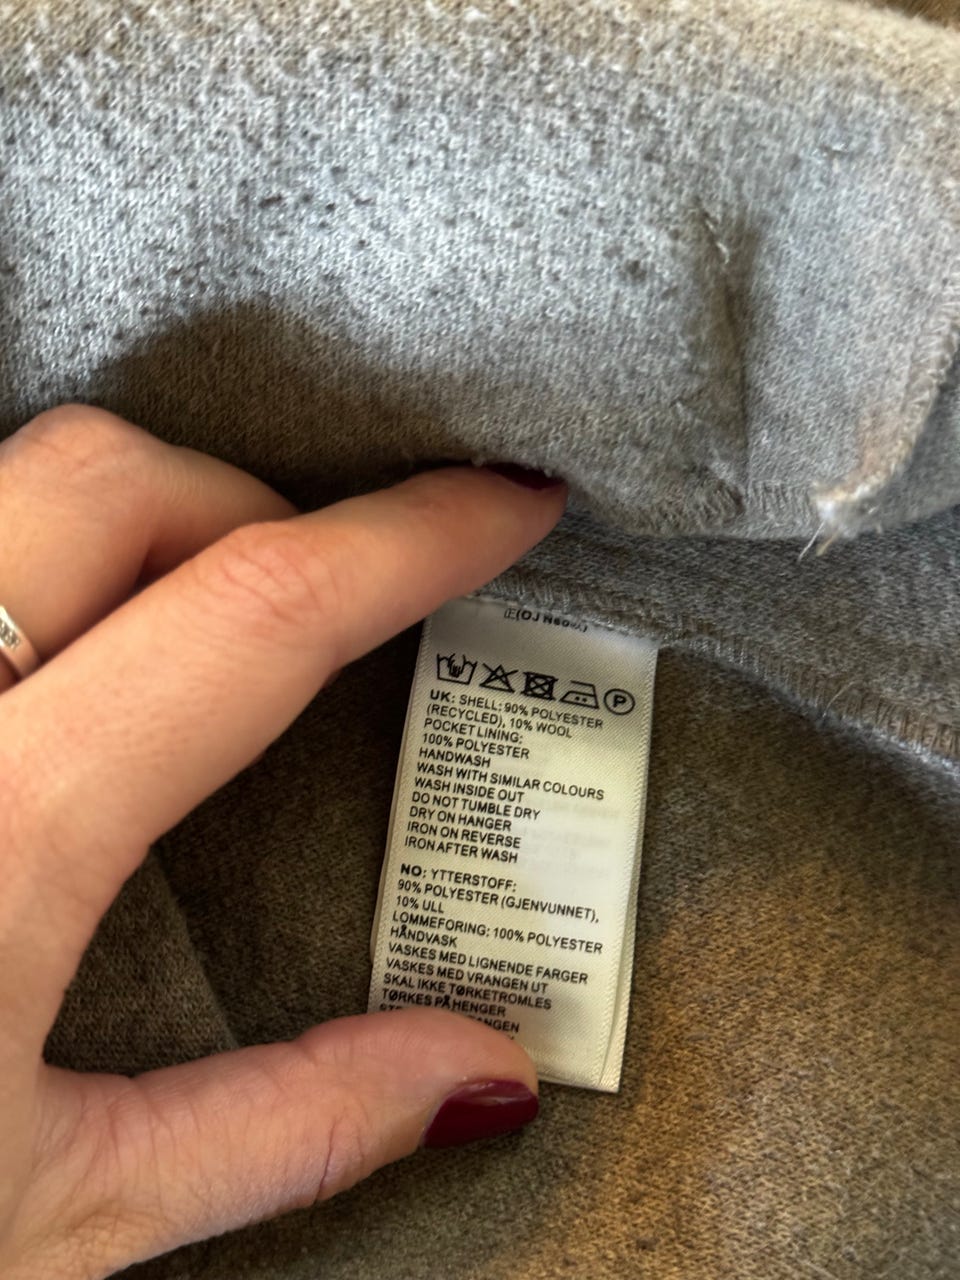 P
UK: SHELL: 90% POLYESTER
(RECYCLED), 10% WOOL
POCKET LINING:
100% POLYESTER
HANDWASH
WASH WITH SIMILAR COLOURS
WASH INSIDE OUT
DO NOT TUMBLE DRY
DRY ON HANGER
IRON ON REVERSE
IRON AFTER WASH
NO: YTTERSTOFF:
90% POLYESTER (GJENVUNNET),
10% ULL
LOMMEFORING: 100% POLYESTER
HÅNDVASK
VASKES MED LIGNENDE FARGER
VASKES MED VRANGEN UT
SKAL IKKE TØRKETROMLES
TØRKES PÅ HENGER